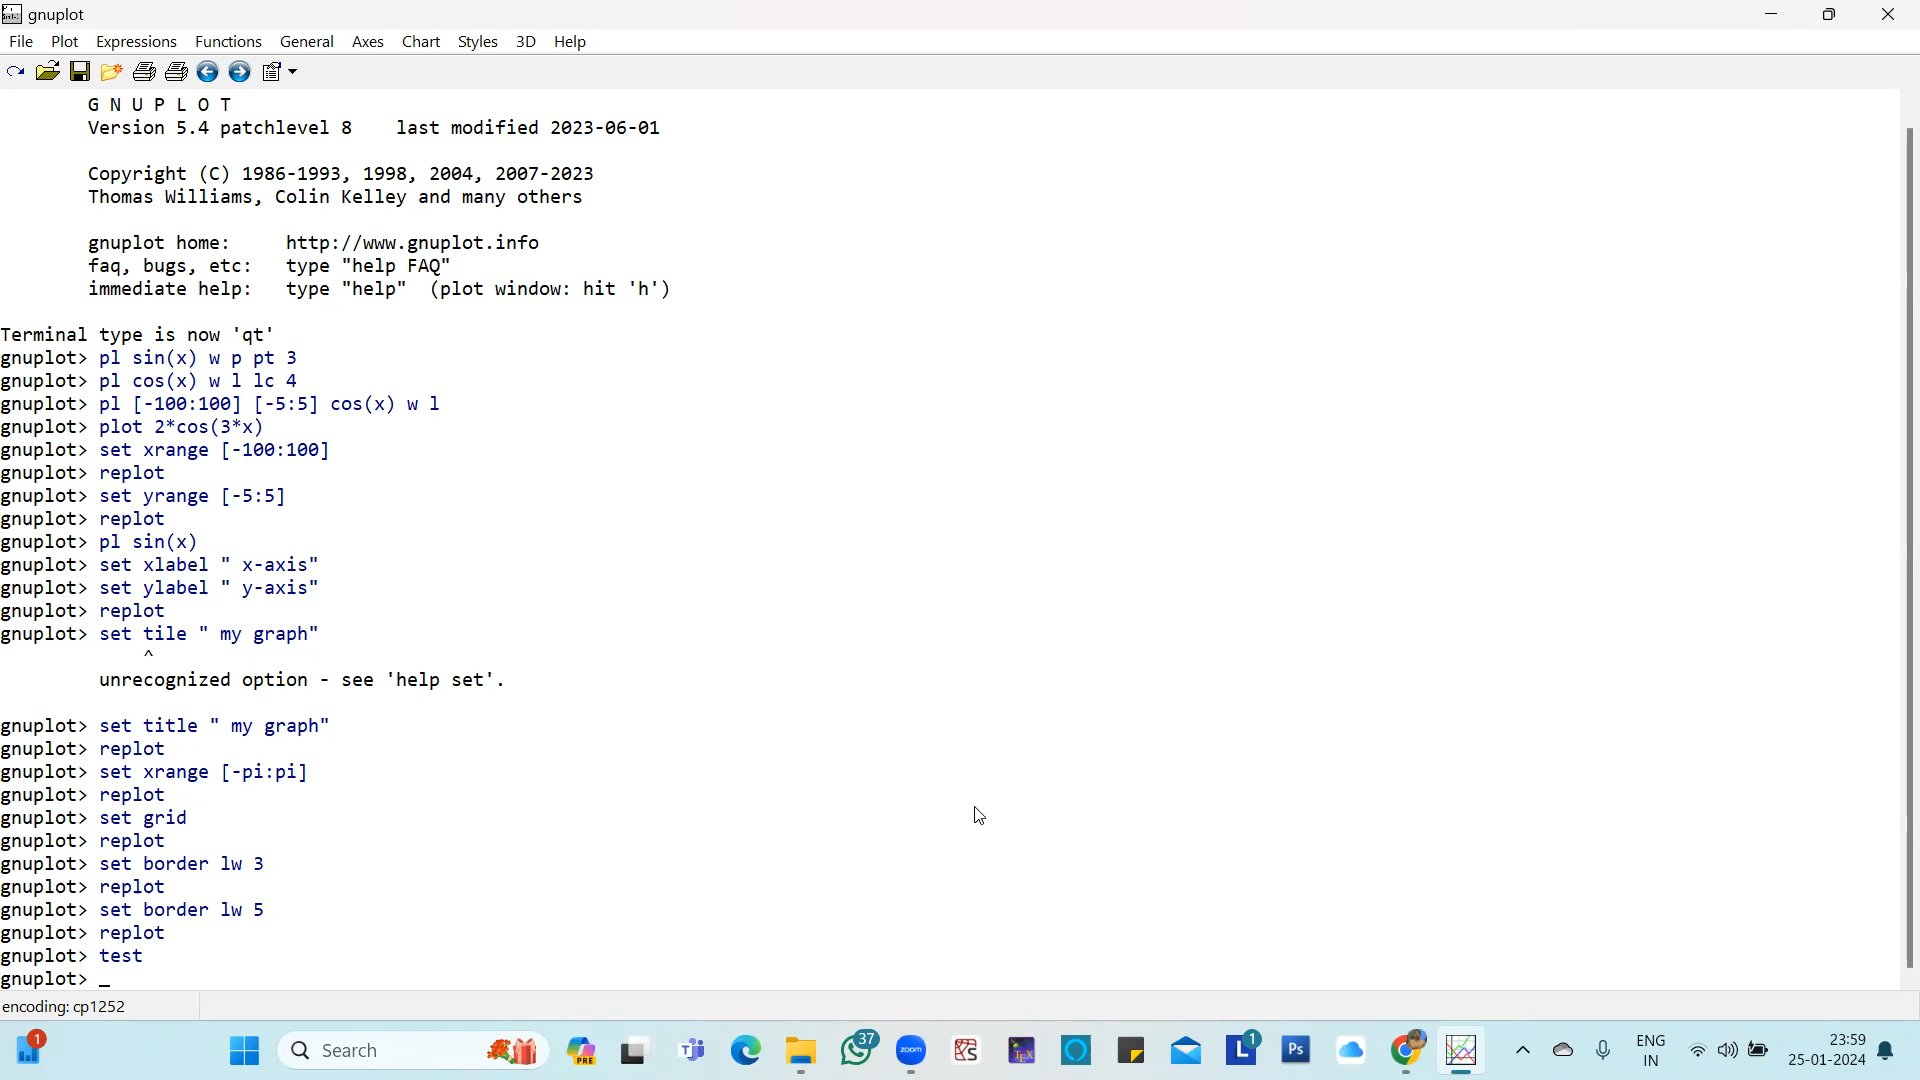 gnuplot
File Plot Expressions Functions General Axes Chart Styles 3D Help
G N U P L O T
Version 5.4 patchlevel 8    last modified 2023-06-01
Copyright (C) 1986-1993, 1998, 2004, 2007-2023
Thomas Williams, Colin Kelley and many others
gnuplot home:     http://www.gnuplot.info
faq, bugs, etc:   type "help FAQ"
immediate help:   type "help"  (plot window: hit 'h')
Terminal type is now 'qt'
gnuplot> pl sin(x) w p pt 3
gnuplot> pl cos(x) w l lc 4
gnuplot> pl [-100:100] [-5:5] cos(x) w l
gnuplot> plot 2*cos(3*x)
gnuplot> set xrange [-100:100]
gnuplot> replot
gnuplot> set yrange [-5:5]
gnuplot> replot
gnuplot> pl sin(x)
gnuplot> set xlabel " x-axis"
gnuplot> set ylabel " y-axis"
gnuplot> replot
gnuplot> set tile " my graph"
^
unrecognized option - see 'help set'.
gnuplot> set title " my graph"
gnuplot> replot
gnuplot> set xrange [-pi:pi]
gnuplot> replot
gnuplot> set grid
gnuplot> replot
gnuplot> set border lw 3
gnuplot> replot
gnuplot> set border lw 5
gnuplot> replot
gnuplot> test
gnuplot> _
encoding: cp1252
1 Search PRE 37 zoom TEX L 1 Ps ENG 23:59
IN 25-01-2024